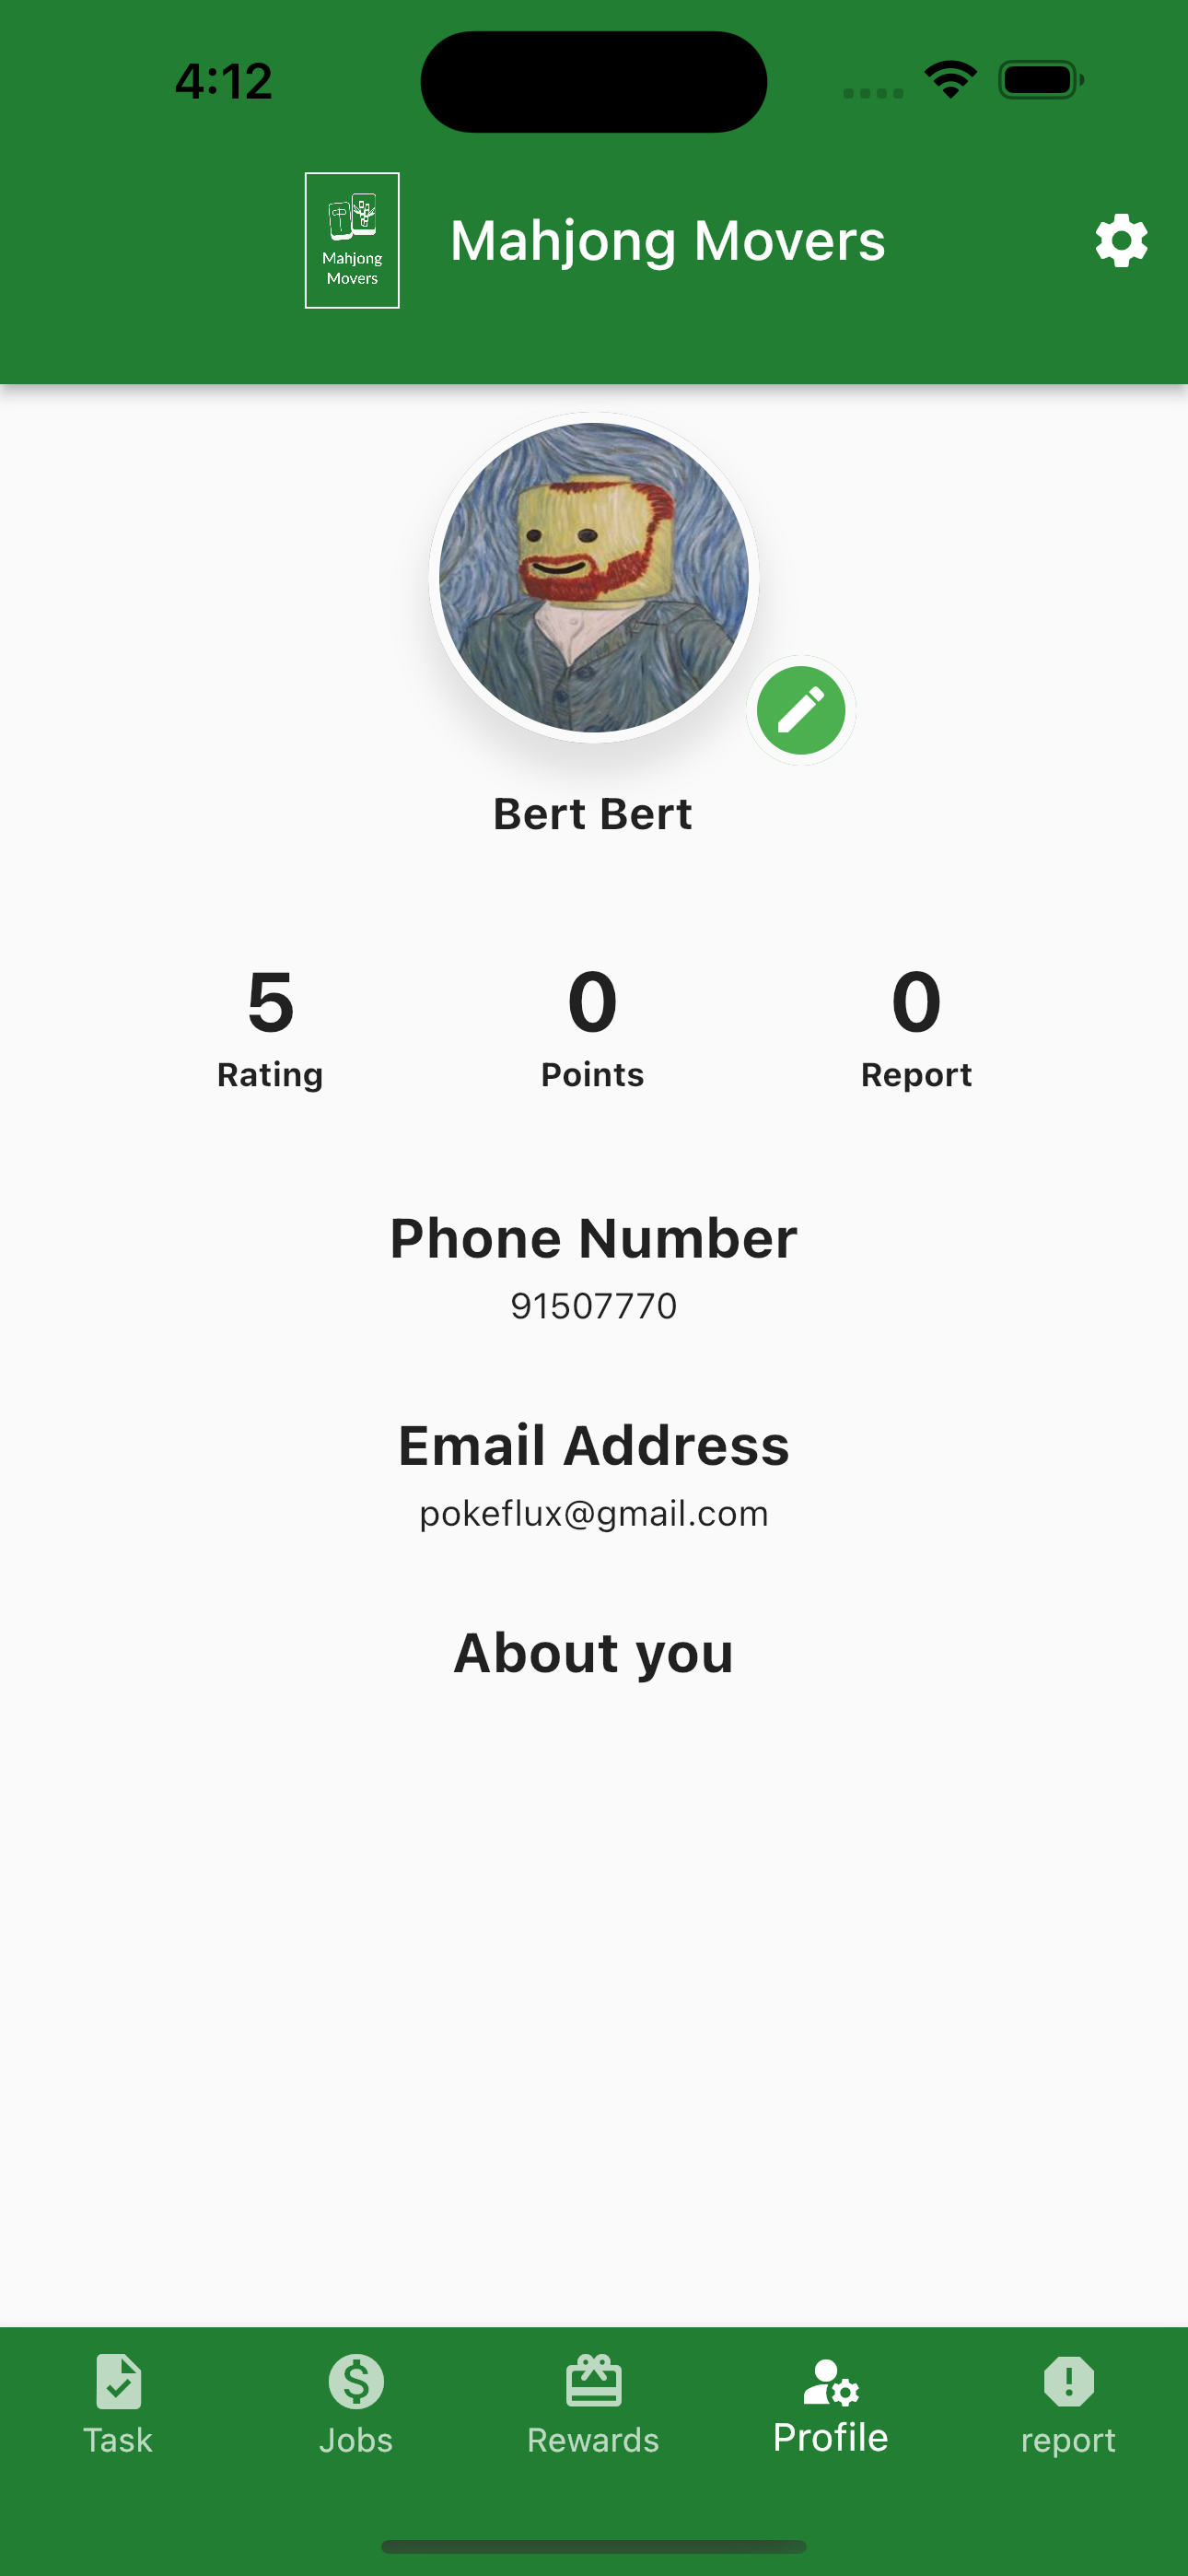 4:12
Mahjong
Movers
Mahjong Movers
Bert Bert
5 0 0
Rating Points Report
Phone Number
91507770
Email Address
pokeflux@gmail.com
About you
Task Jobs Rewards Profile report